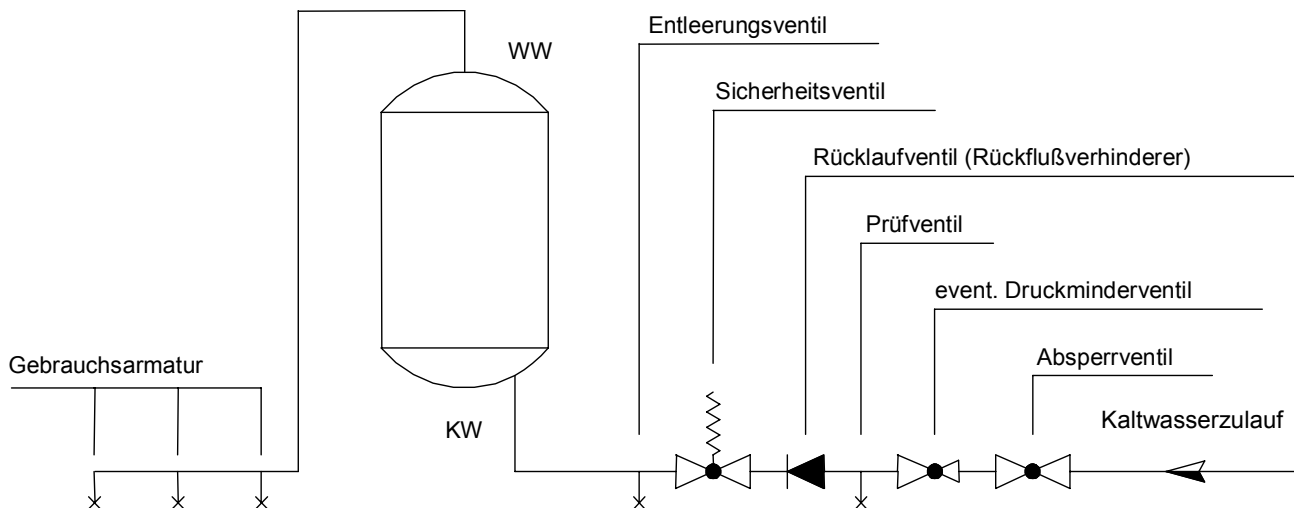 Entleerungsventil
WW
Sicherheitsventil
Rücklaufventil (Rückflußverhinderer)
Prüfventil
event. Druckminderventil
Gebrauchsarmatur
Absperrventil
Kaltwasserzulauf
KW